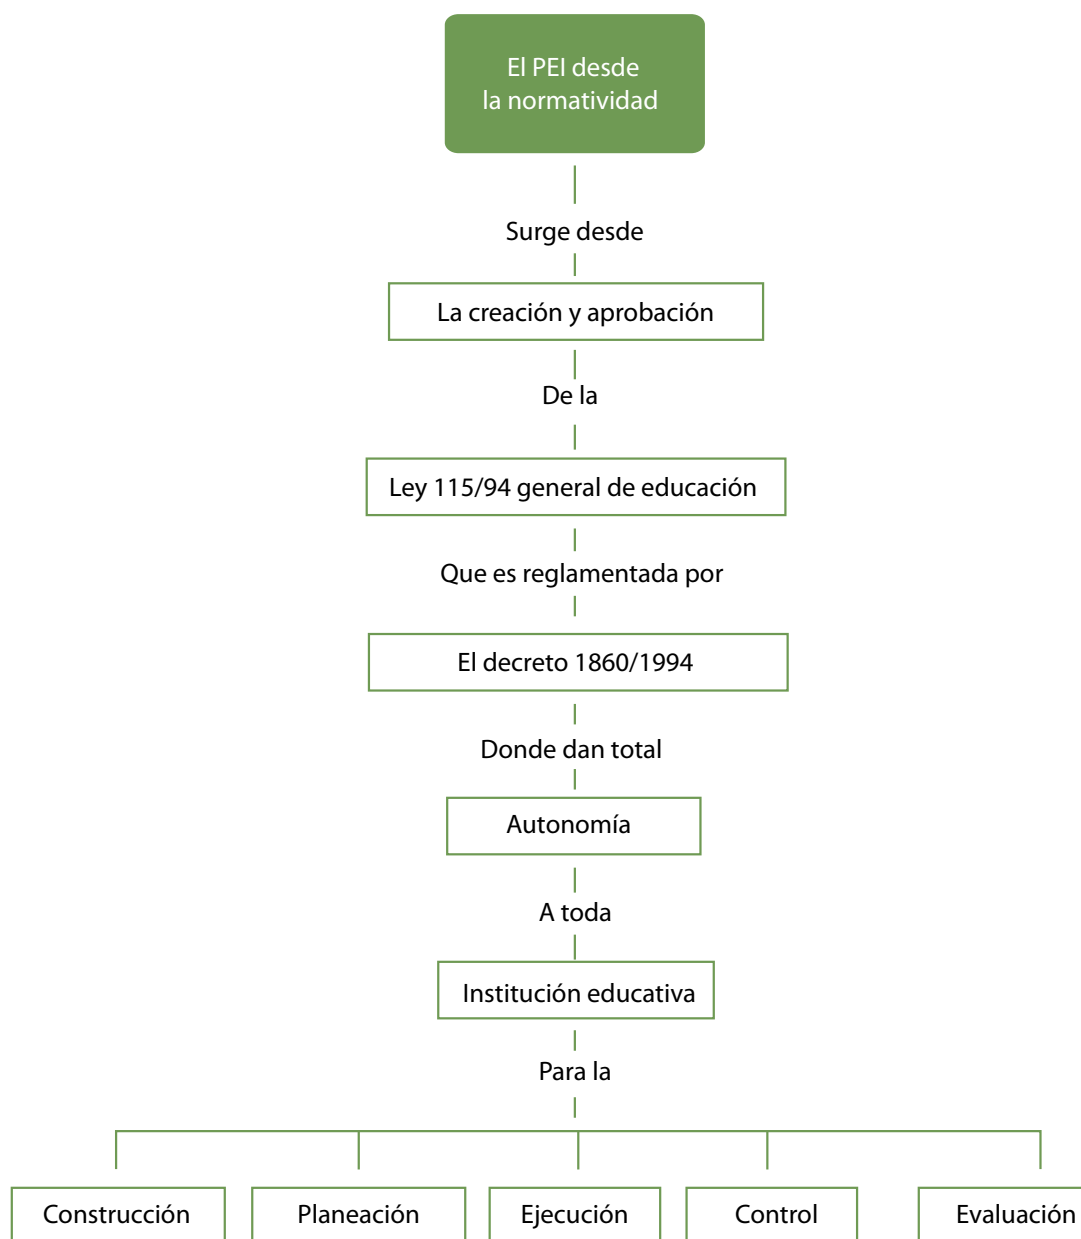 El PEI desde
la normatividad
Surge desde
La creación y aprobación
De la
Ley 115/94 general de educación
Que es reglamentada por
El decreto 1860/1994
Donde dan total
Autonomía
A toda
Institución educativa
Para la
Construcción
Planeación
Ejecución
Control
Evaluación